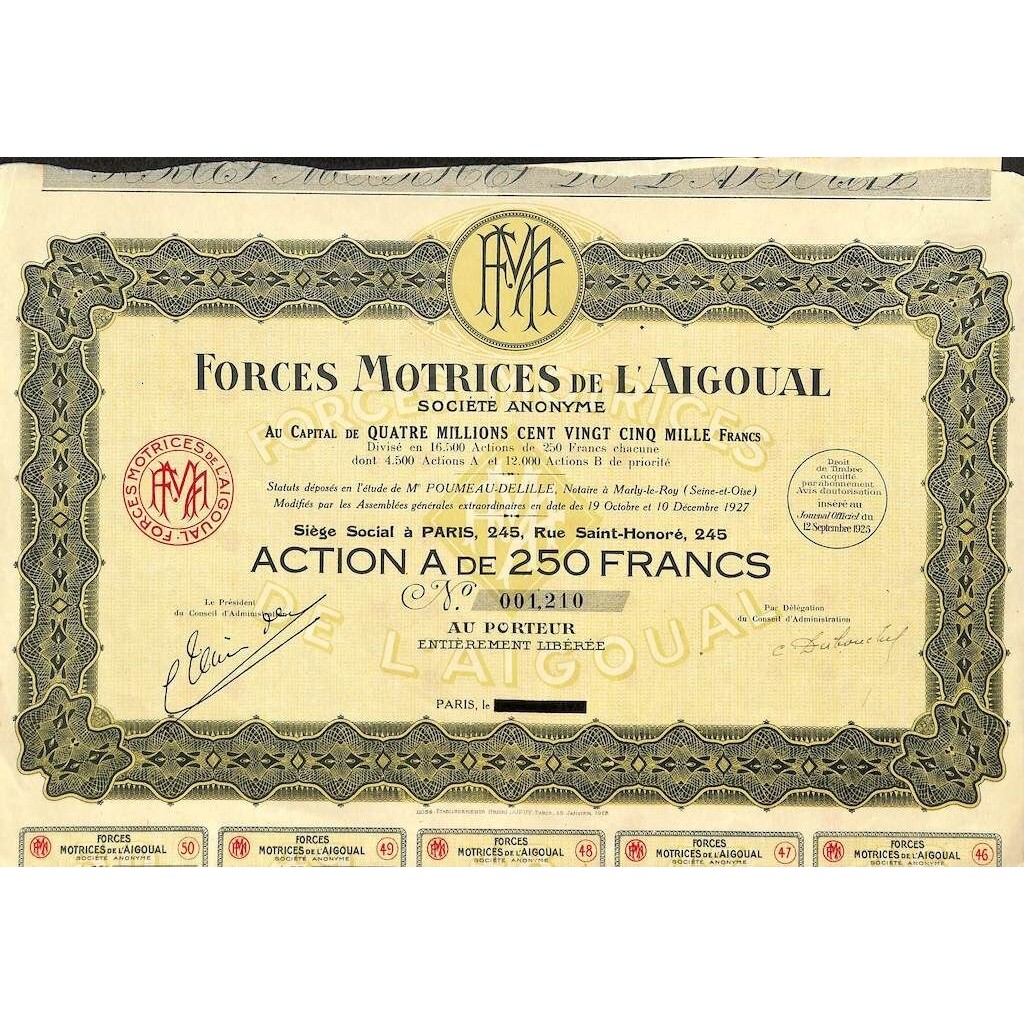 FORCES MOTRICES DE L'AIGOUAL
SOCIÉTÉ ANONYME
AU CAPITAL DE QUATRE MILLIONS CENT VINGT CINQ MILLE FRANCS
Divisé en 16.500 Actions de 250 Francs chacune
dont 4.500 Actions A et 12.000 Actions B de priorité
Statuts déposés en l'étude de Me POUMEAU-DELILLE, Notaire à Marly-le-Roy (Seine-et-Oise)
Modifiés par les Assemblées générales extraordinaires en date des 19 Octobre et 10 Décembre 1927
FORCES MOTRICES DE L'AIGOUAL
Droit
de Timbre
acquitté
par abonnement
Avis d'autorisation
inséré au
Journal Officiel du
12 Septembre 1925
Siège Social à PARIS, 245, Rue Saint-Honoré, 245
ACTION A DE 250 FRANCS
No. 001,210
AU PORTEUR
ENTIÈREMENT LIBÉRÉE
Le Président
du Conseil d'Administration
Par Délégation
du Conseil d'Administration
PARIS, le
FORCES MOTRICES
DE L'AIGOUAL
FORCES
MOTRICES DE L'AIGOUAL 50
SOCIÉTÉ ANONYME
FORCES
MOTRICES DE L'AIGOUAL 49
SOCIÉTÉ ANONYME
FORCES
MOTRICES DE L'AIGOUAL 48
SOCIÉTÉ ANONYME
FORCES
MOTRICES DE L'AIGOUAL 47
SOCIÉTÉ ANONYME
FORCES
MOTRICES DE L'AIGOUAL 46
SOCIÉTÉ ANONYME